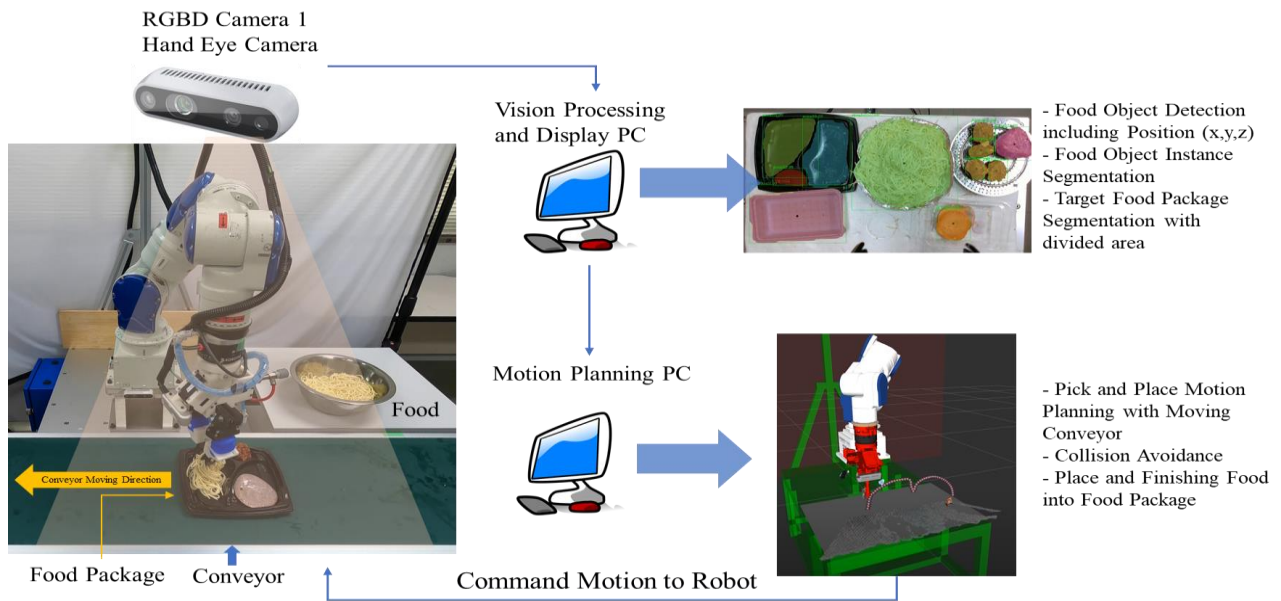 RGBD Camera 1
Hand Eye Camera
Vision Processing
and Display PC
- Food Object Detection
including Position (x,y,z)
- Food Object Instance
Segmentation
- Target Food Package
Segmentation with
divided area
Motion Planning PC
- Pick and Place Motion
Planning with Moving
Conveyor
- Collision Avoidance
- Place and Finishing Food
into Food Package
Food
Conveyor Moving Direction
Food Package
Conveyor
Command Motion to Robot